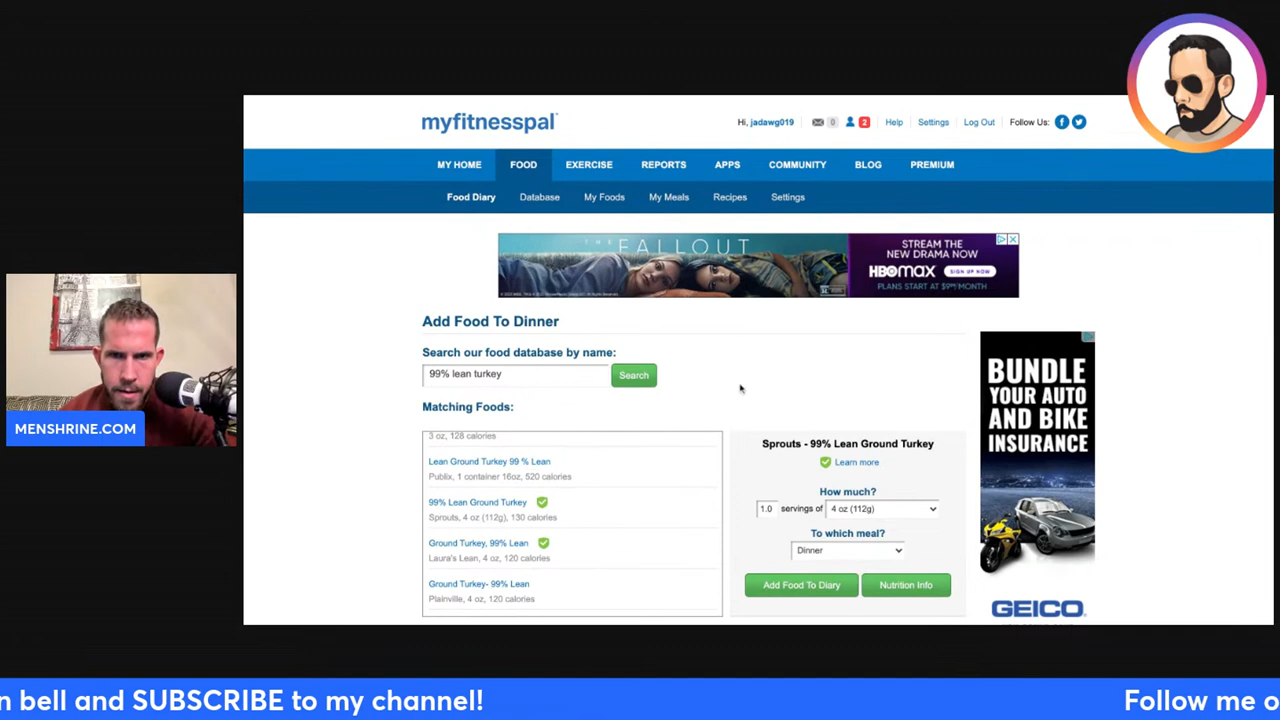 myfitnesspal
Hi, jadawg019 0 2 Help Settings Log Out Follow Us:
MY HOME FOOD EXERCISE REPORTS APPS COMMUNITY BLOG PREMIUM
Food Diary Database My Foods My Meals Recipes Settings
THE FALLOUT
STREAM THE
NEW DRAMA NOW
HBOMAX SIGN UP NOW
PLANS START AT $9.99/MONTH
Add Food To Dinner
Search our food database by name:
99% lean turkey Search
Matching Foods:
3 oz, 128 calories
Lean Ground Turkey 99 % Lean
Publix, 1 container 16oz, 520 calories
99% Lean Ground Turkey
Sprouts, 4 oz (112g), 130 calories
Ground Turkey, 99% Lean
Laura's Lean, 4 oz, 120 calories
Ground Turkey- 99% Lean
Plainville, 4 oz, 120 calories
Sprouts - 99% Lean Ground Turkey
Learn more
How much?
1.0 servings of 4 oz (112g)
To which meal?
Dinner
Add Food To Diary Nutrition Info
BUNDLE
YOUR AUTO
AND BIKE
INSURANCE
GEICO
MENSHRINE.COM
n bell and SUBSCRIBE to my channel! Follow me o